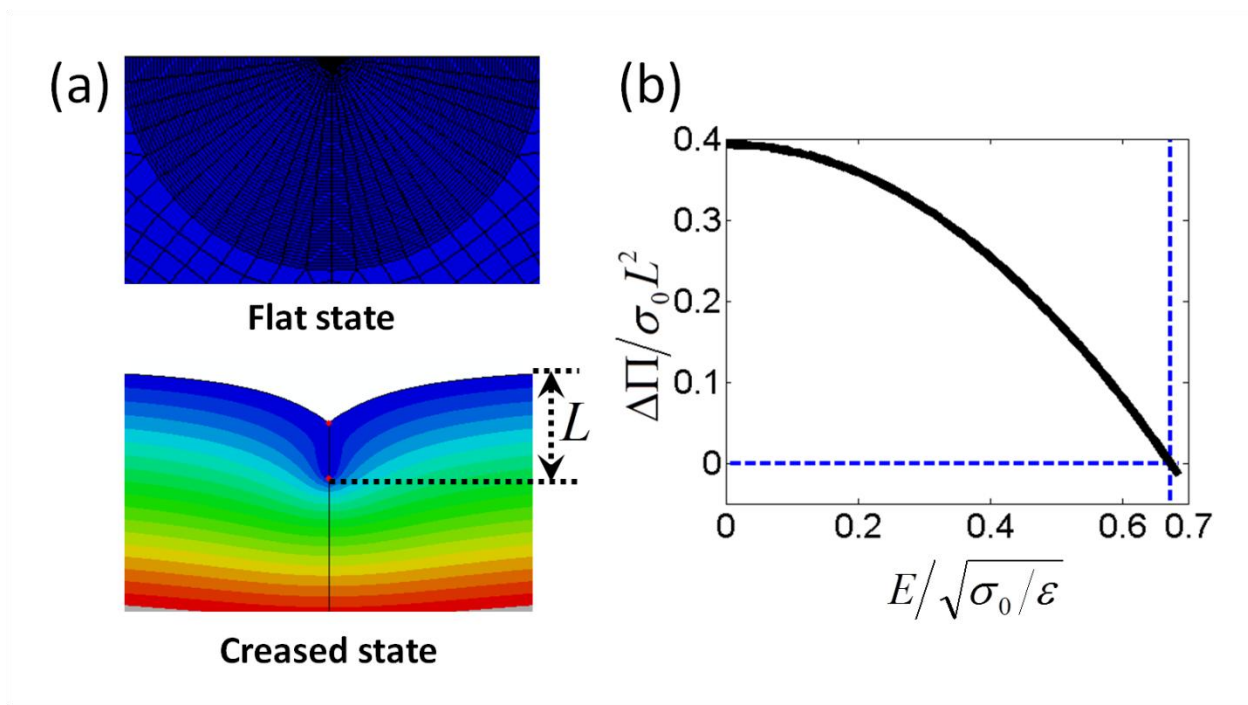 (a)
Flat state
L
Creased state
(b)
ΔΠ/σ₀L²
0.4
0.3
0.2
0.1
0
0 0.2 0.4 0.6 0.7
E/√σ₀/ε